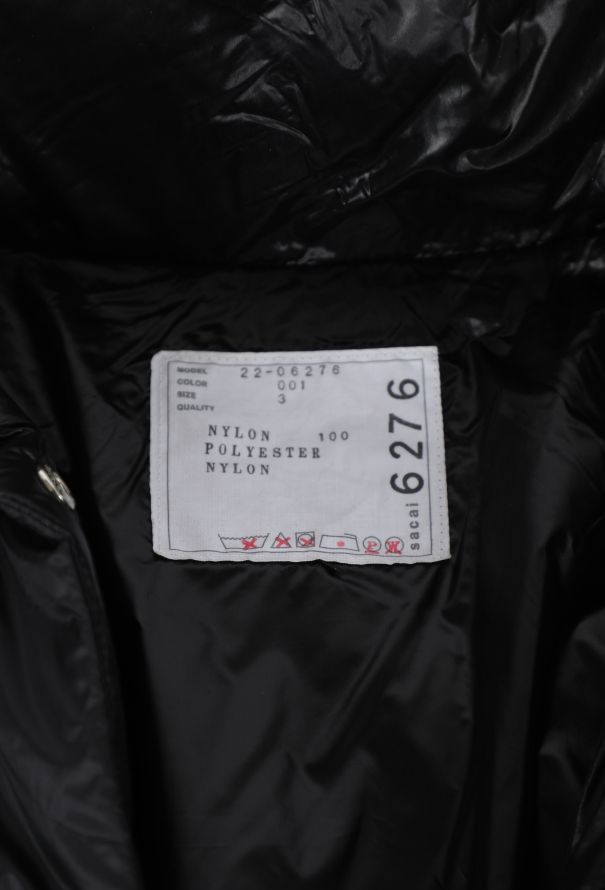 MODEL 22-06276
COLOR 001
SIZE 3
QUALITY
NYLON 100
POLYESTER
NYLON
P W
sacai 6276